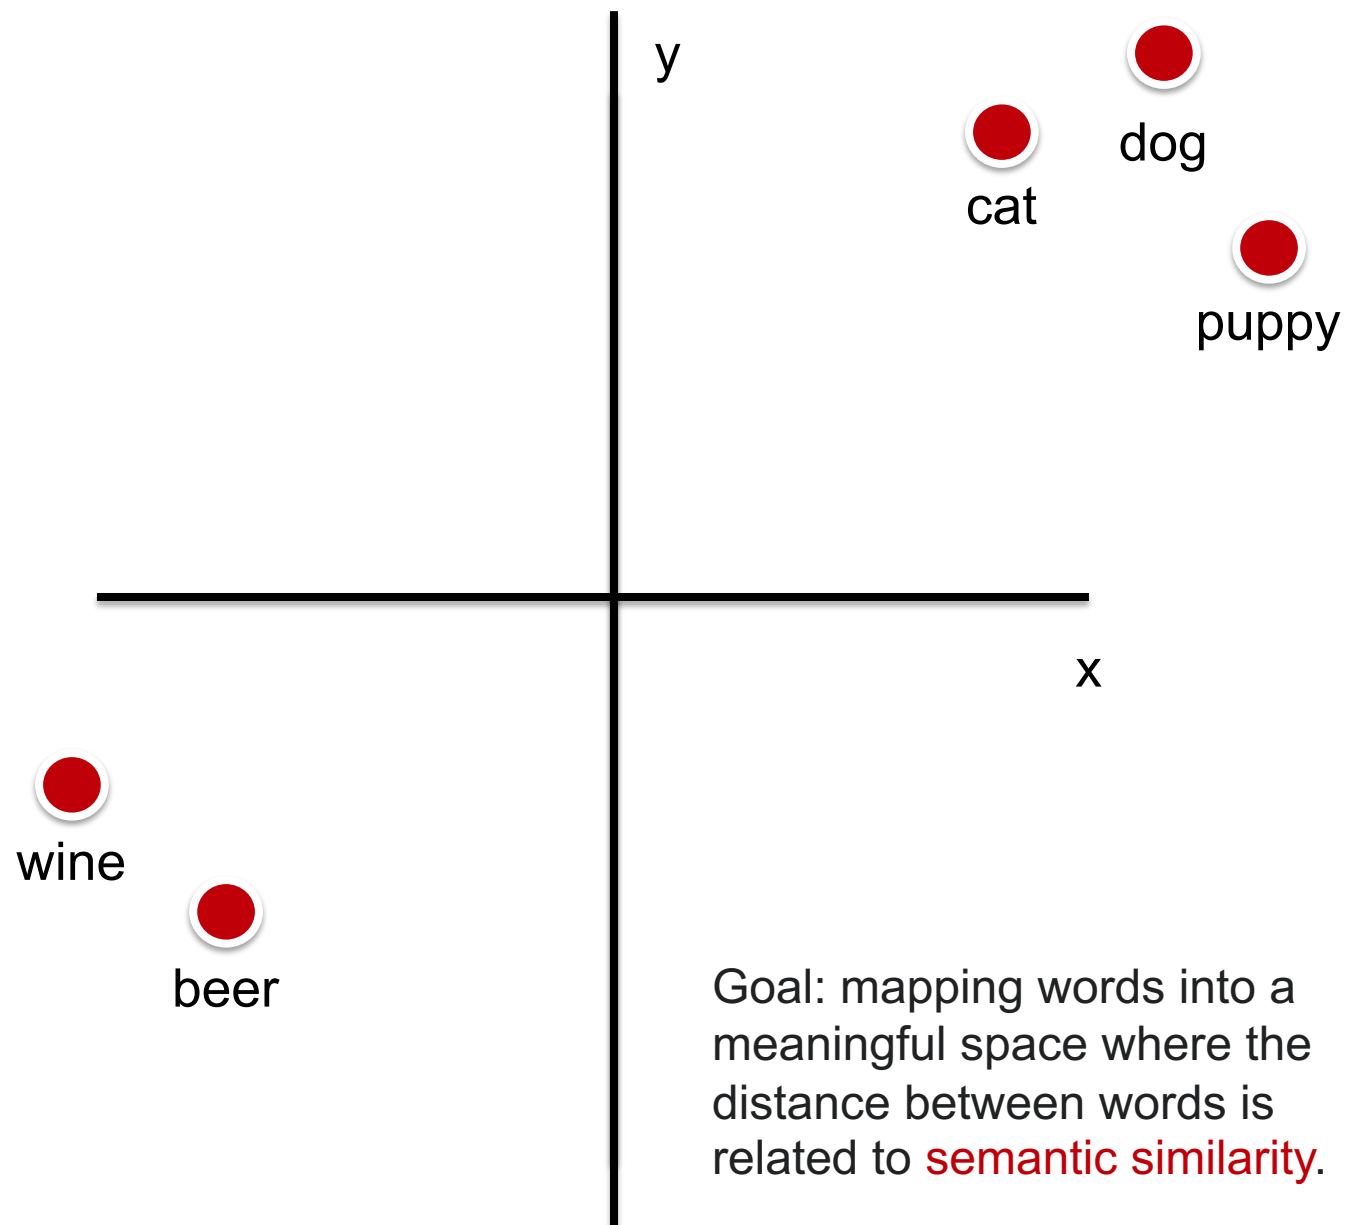 y
dog
cat
puppy
x
wine
beer
Goal: mapping words into a
meaningful space where the
distance between words is
related to semantic similarity.